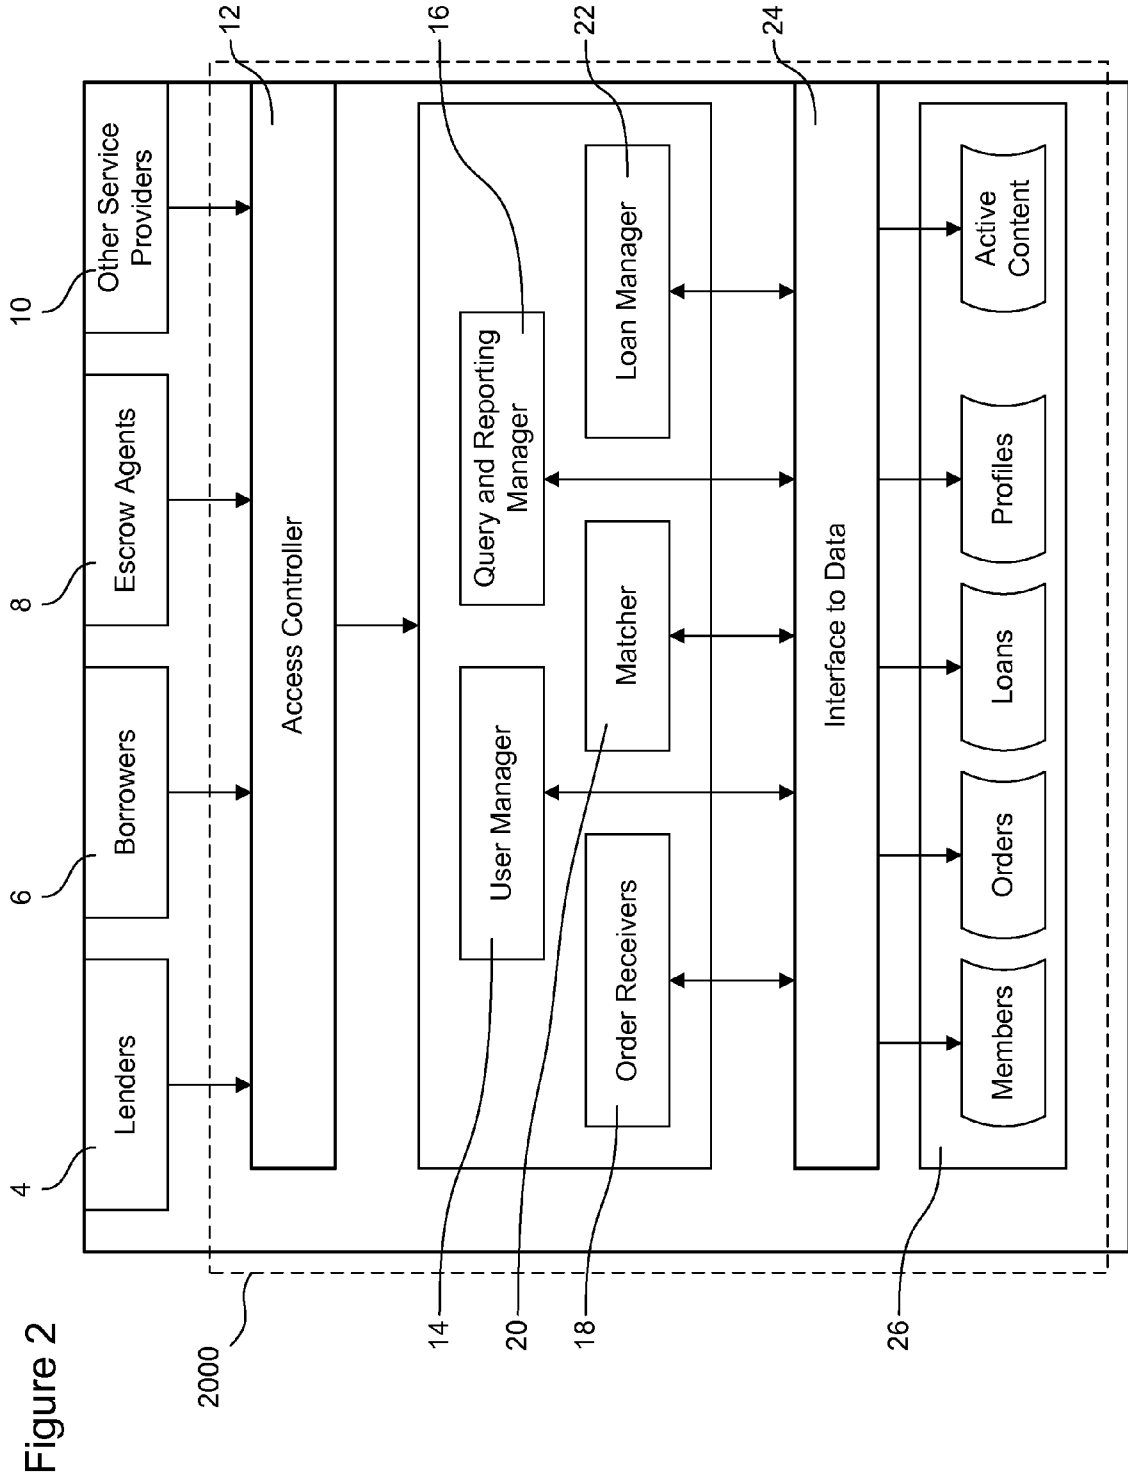 Figure 2
2000
4
6
8
10
Lenders
Borrowers
Escrow Agents
Other Service
Providers
12
Access Controller
14
16
User Manager
Query and Reporting
Manager
20
18
22
Order Receivers
Matcher
Loan Manager
24
Interface to Data
26
Members
Orders
Loans
Profiles
Active
Content